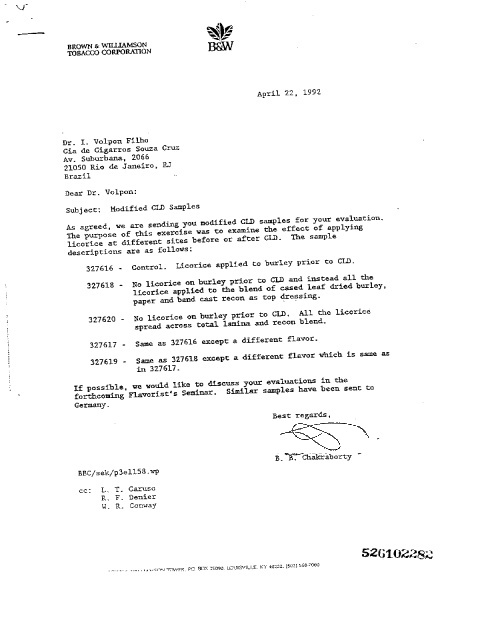 BROWN & WILLIAMSON
TOBACCO CORPORATION
B&W
April 22, 1992
Dr. I. Volpon Filho
Cia de Cigarros Souza Cruz
Av. Suburbana, 2066
21050 Rio de Janeiro, RJ
Brazil
Dear Dr. Volpon:
Subject: Modified CLD Samples
As agreed, we are sending you modified CLD samples for your evaluation.
The purpose of this exercise was to examine the effect of applying
licorice at different sites before or after CLD. The sample
descriptions are as follows:
327616 - Control. Licorice applied to burley prior to CLD.
327618 - No licorice on burley prior to CLD and instead all the
licorice applied to the blend of cased leaf dried burley,
paper and band cast recon as top dressing.
327620 - No licorice on burley prior to CLD. All the licorice
spread across total lamina and recon blend.
327617 - Same as 327616 except a different flavor.
327619 - Same as 327618 except a different flavor which is same as
in 327617.
If possible, we would like to discuss your evaluations in the
forthcoming Flavorist's Seminar. Similar samples have been sent to
Germany.
Best regards,
B. B. Chakraborty
BBC/sek/p3ell58.wp
cc: L. T. Caruso
R. F. Denier
W. R. Conway
526102282
TOWER, PO BOX 35090, LOUISVILLE, KY 40232, (502) 568-7000